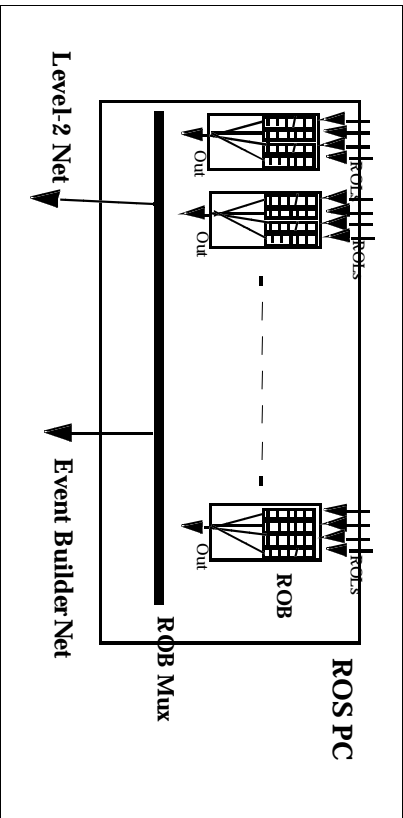 ROS PC
ROLs
ROLs
ROLs
ROB
Out
Out
Out
ROB Mux
Level-2 Net
Event Builder Net